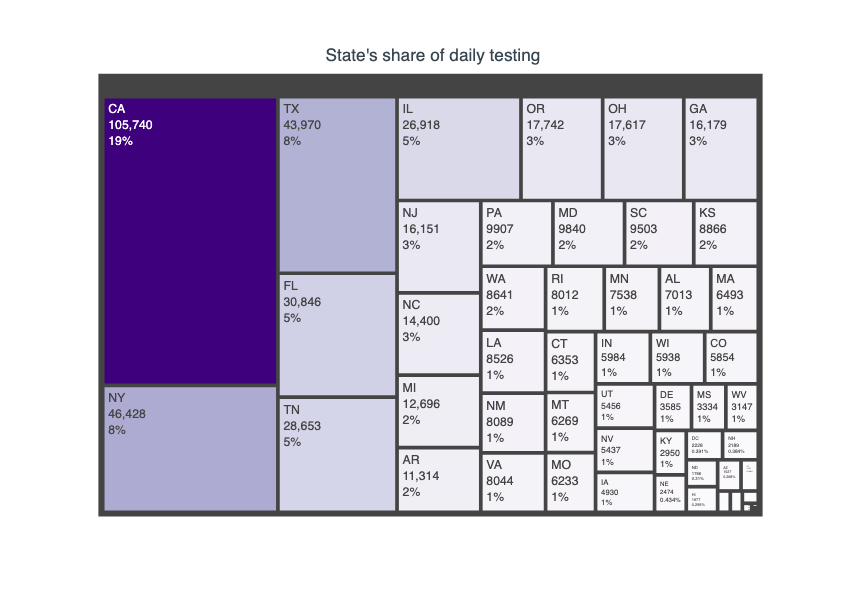 State's share of daily testing
CA
105,740
19%
NY
46,428
8%
TX
43,970
8%
FL
30,846
5%
TN
28,653
5%
IL
26,918
5%
OR
17,742
3%
OH
17,617
3%
GA
16,179
3%
NJ
16,151
3%
NC
14,400
3%
MI
12,696
2%
AR
11,314
2%
PA
9907
2%
MD
9840
2%
SC
9503
2%
KS
8866
2%
WA
8641
2%
LA
8526
1%
NM
8089
1%
VA
8044
1%
RI
8012
1%
MN
7538
1%
AL
7013
1%
MA
6493
1%
CT
6353
1%
MT
6269
1%
MO
6233
1%
IN
5984
1%
WI
5938
1%
CO
5854
1%
UT
5456
1%
NV
5437
1%
IA
4930
1%
DE
3585
1%
MS
3334
1%
WV
3147
1%
KY
2950
1%
NE
2474
0.434%
DC
NH
ND
HI